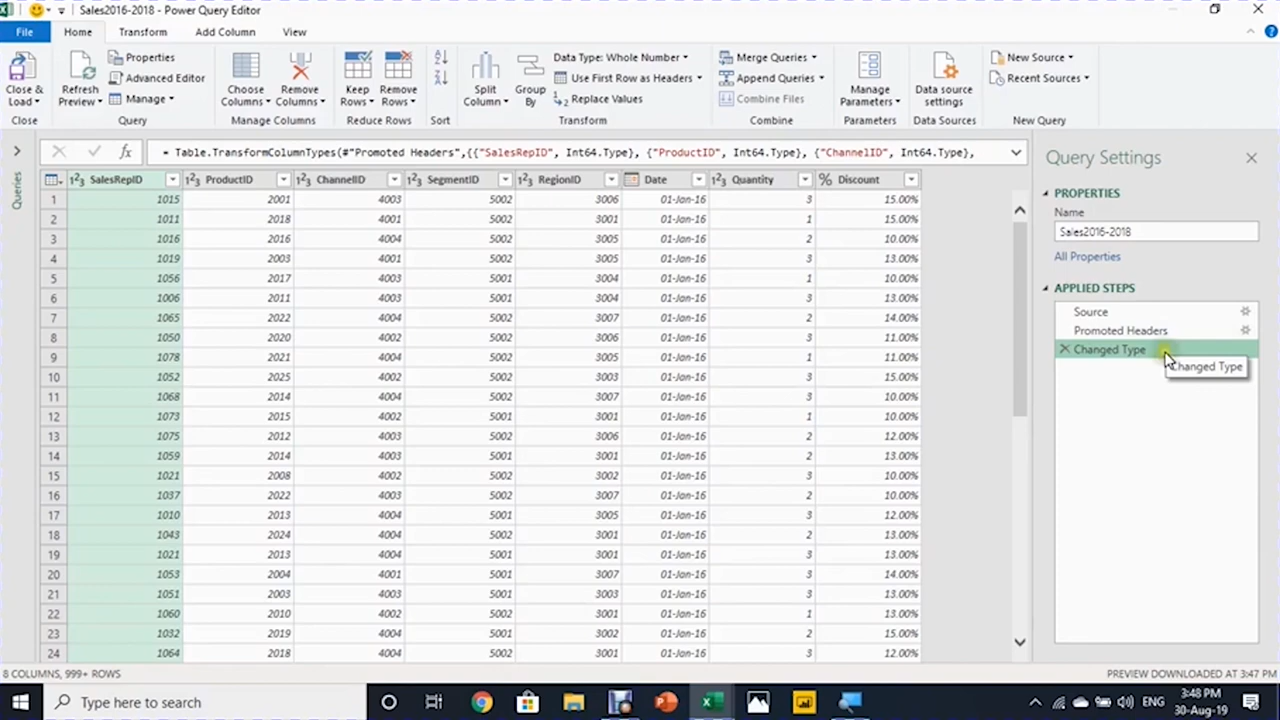 Sales2016-2018 - Power Query Editor
File Home Transform Add Column View
Close & Load
Refresh Preview
Properties
Advanced Editor
Manage
Choose Columns
Remove Columns
Keep Rows
Remove Rows
Split Column
Group By
Data Type: Whole Number
Use First Row as Headers
Replace Values
Merge Queries
Append Queries
Combine Files
Manage Parameters
Data source settings
New Source
Recent Sources
Close Query Manage Columns Reduce Rows Sort Transform Combine Parameters Data Sources New Query
fx = Table.TransformColumnTypes(#"Promoted Headers",{{"SalesRepID", Int64.Type}, {"ProductID", Int64.Type}, {"ChannelID", Int64.Type},
Queries
SalesRepID ProductID ChannelID SegmentID RegionID Date Quantity % Discount
1 1015 2001 4003 5002 3006 01-Jan-16 3 15.00%
2 1011 2018 4001 5002 3001 01-Jan-16 1 15.00%
3 1016 2016 4004 5002 3005 01-Jan-16 2 10.00%
4 1019 2003 4001 5002 3005 01-Jan-16 3 13.00%
5 1056 2017 4003 5001 3004 01-Jan-16 1 10.00%
6 1006 2011 4003 5001 3004 01-Jan-16 3 13.00%
7 1065 2022 4004 5002 3007 01-Jan-16 2 14.00%
8 1050 2020 4002 5002 3006 01-Jan-16 3 11.00%
9 1078 2021 4004 5002 3005 01-Jan-16 1 11.00%
10 1052 2025 4002 5002 3003 01-Jan-16 3 15.00%
11 1068 2014 4004 5002 3007 01-Jan-16 3 10.00%
12 1073 2015 4002 5001 3001 01-Jan-16 1 10.00%
13 1075 2012 4003 5002 3006 01-Jan-16 2 12.00%
14 1059 2014 4003 5001 3001 01-Jan-16 2 13.00%
15 1021 2008 4002 5001 3002 01-Jan-16 3 10.00%
16 1037 2022 4003 5002 3007 01-Jan-16 2 10.00%
17 1010 2013 4004 5001 3005 01-Jan-16 3 12.00%
18 1043 2024 4004 5001 3001 01-Jan-16 2 13.00%
19 1021 2013 4004 5001 3001 01-Jan-16 3 13.00%
20 1053 2004 4001 5001 3007 01-Jan-16 3 14.00%
21 1051 2003 4003 5001 3003 01-Jan-16 3 13.00%
22 1060 2010 4002 5001 3001 01-Jan-16 1 13.00%
23 1032 2019 4004 5001 3002 01-Jan-16 2 15.00%
24 1064 2018 4004 5002 3001 01-Jan-16 3 12.00%
Query Settings
PROPERTIES
Name
Sales2016-2018
All Properties
APPLIED STEPS
Source
Promoted Headers
Changed Type
Changed Type
8 COLUMNS, 999+ ROWS
PREVIEW DOWNLOADED AT 3:47 PM
Type here to search
ENG
3:48 PM
30-Aug-19